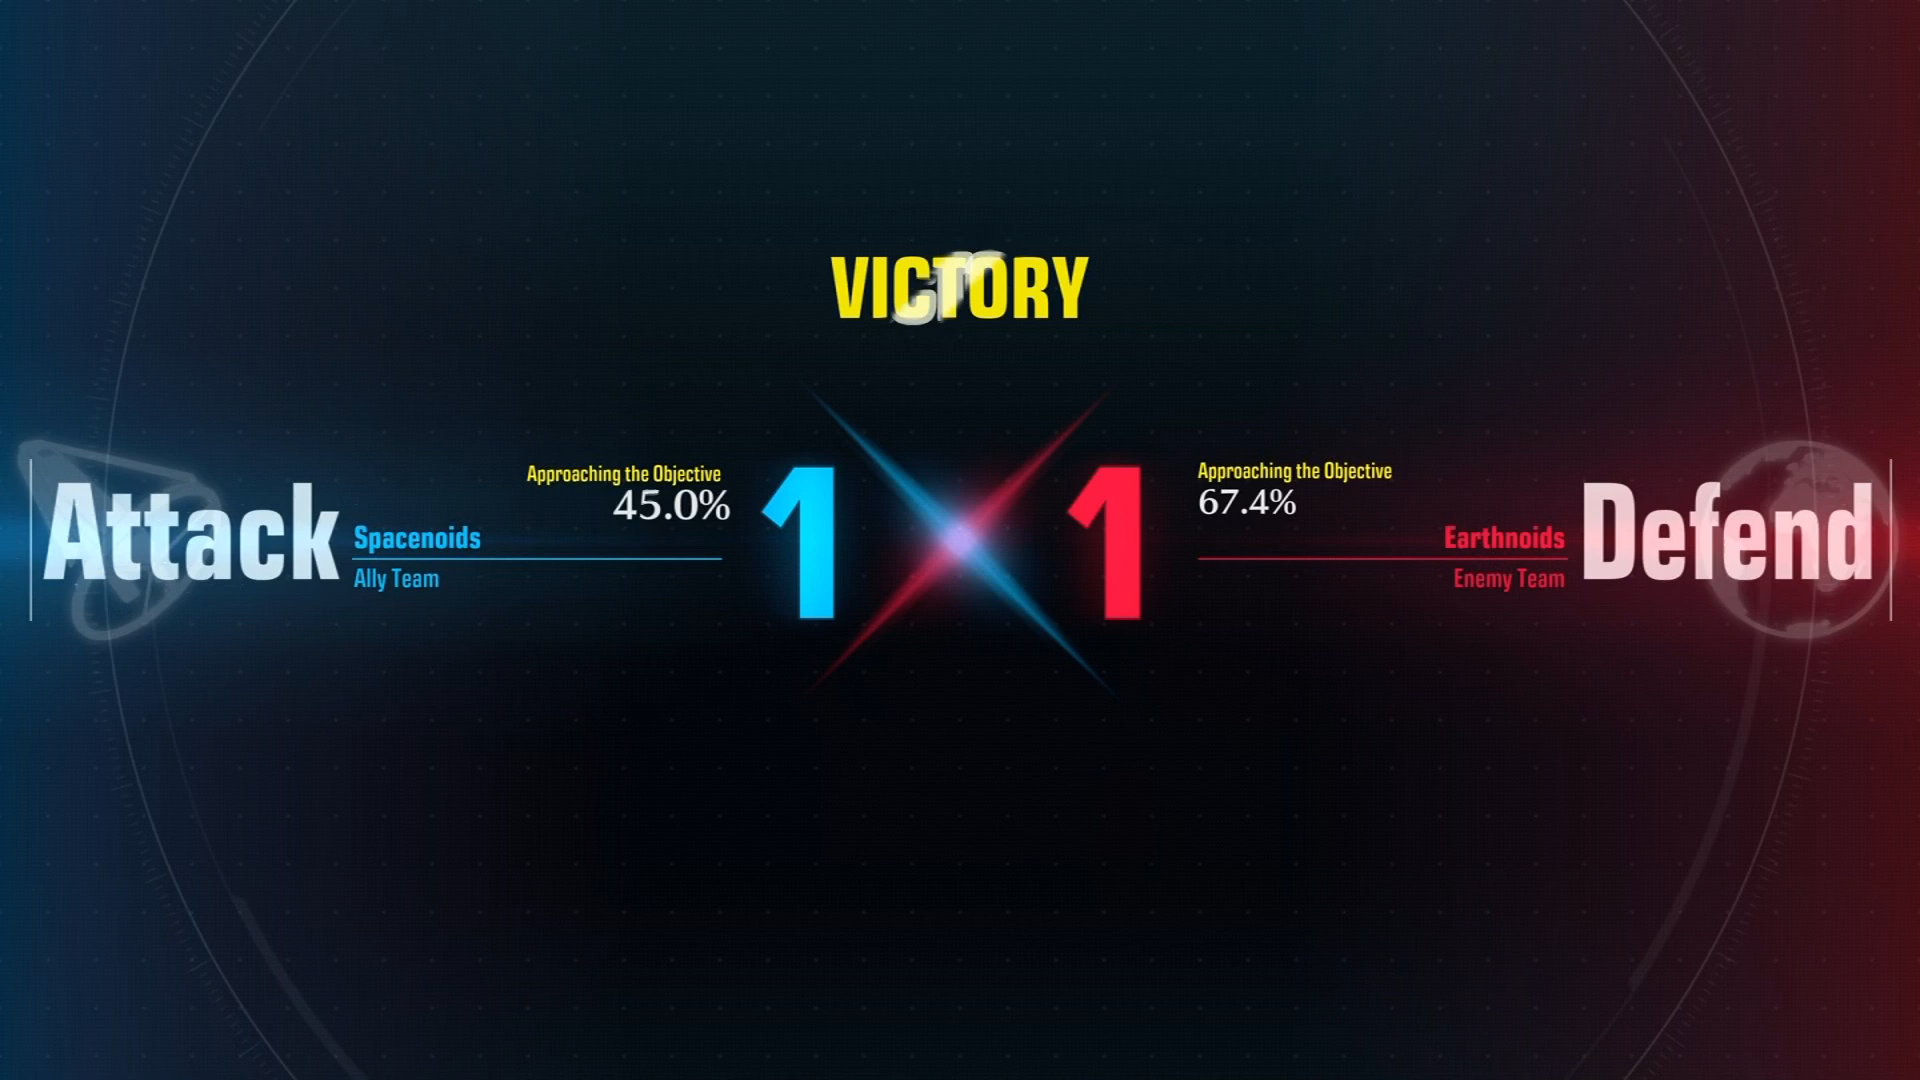 VICTORY
Attack
Spacenoids
Ally Team
Approaching the Objective
45.0%
1
1
Approaching the Objective
67.4%
Earthnoids
Enemy Team
Defend